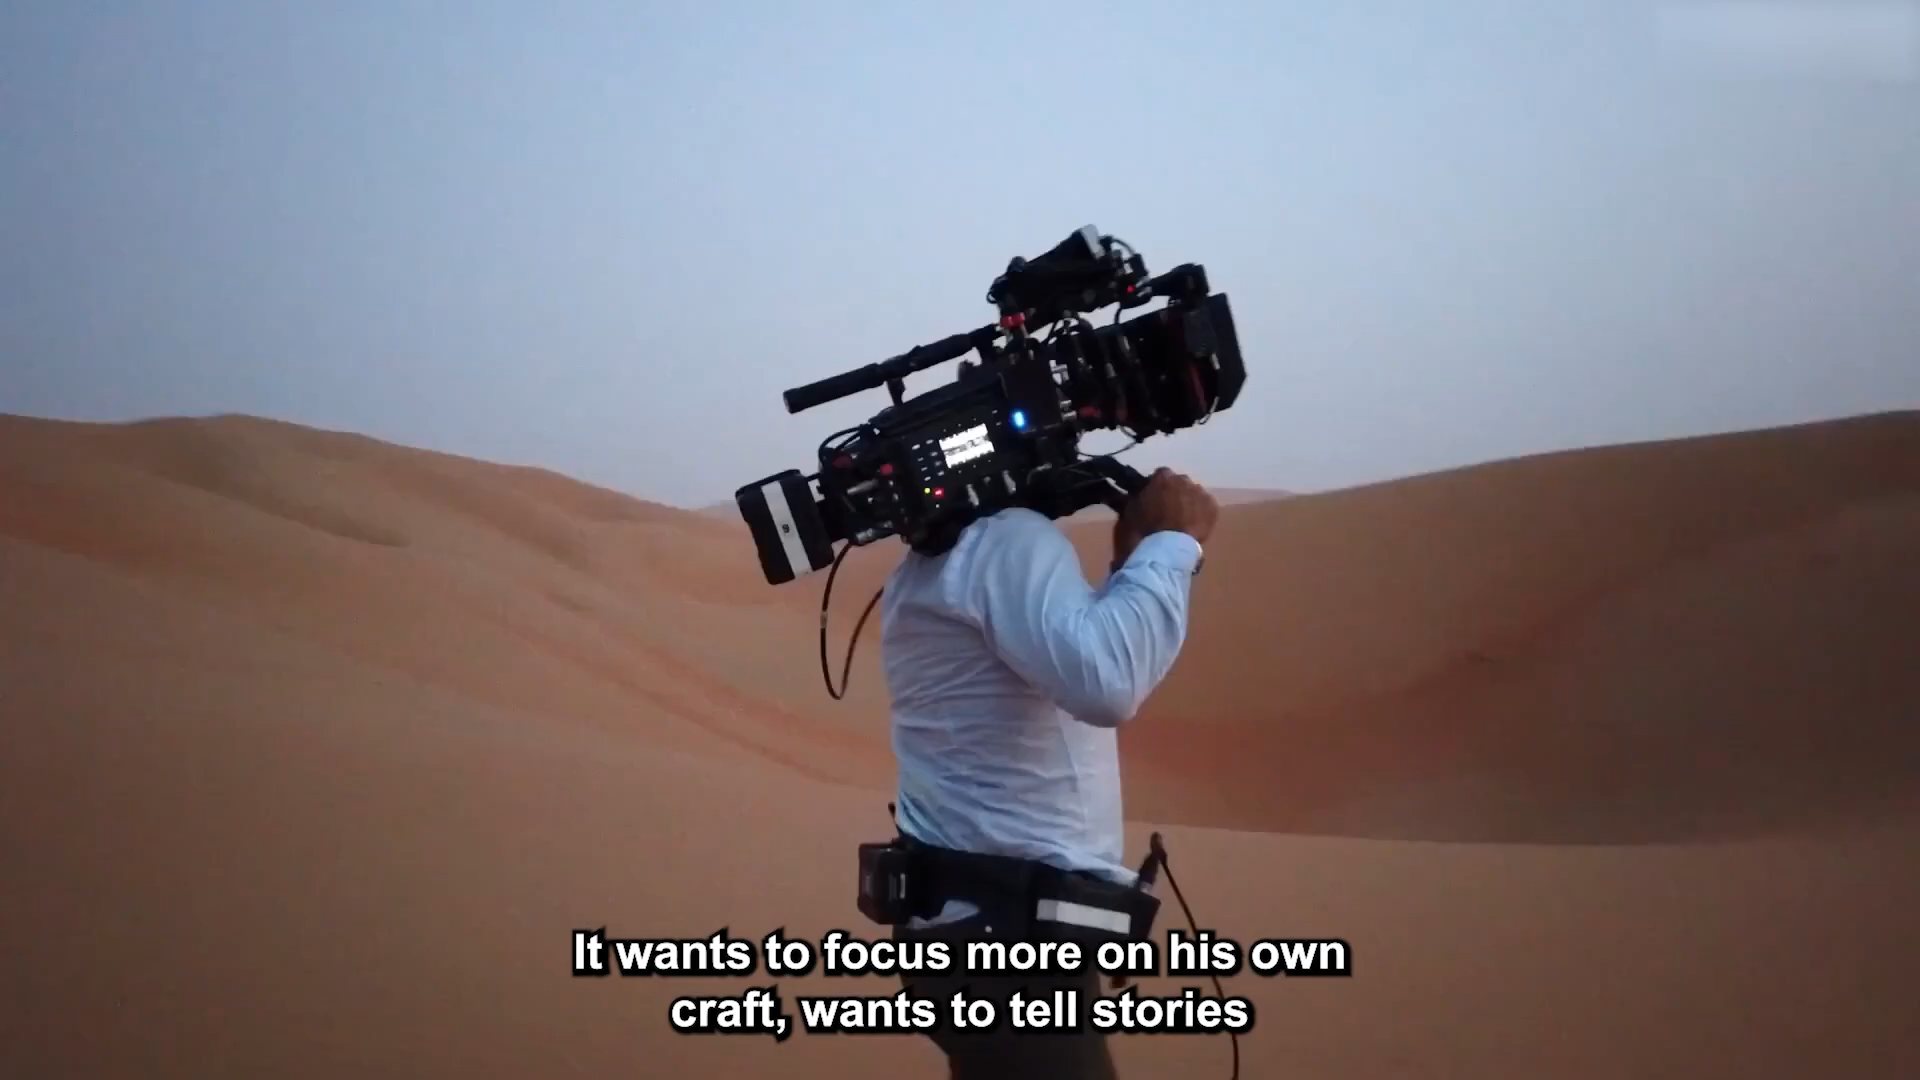 It wants to focus more on his own
craft, wants to tell stories